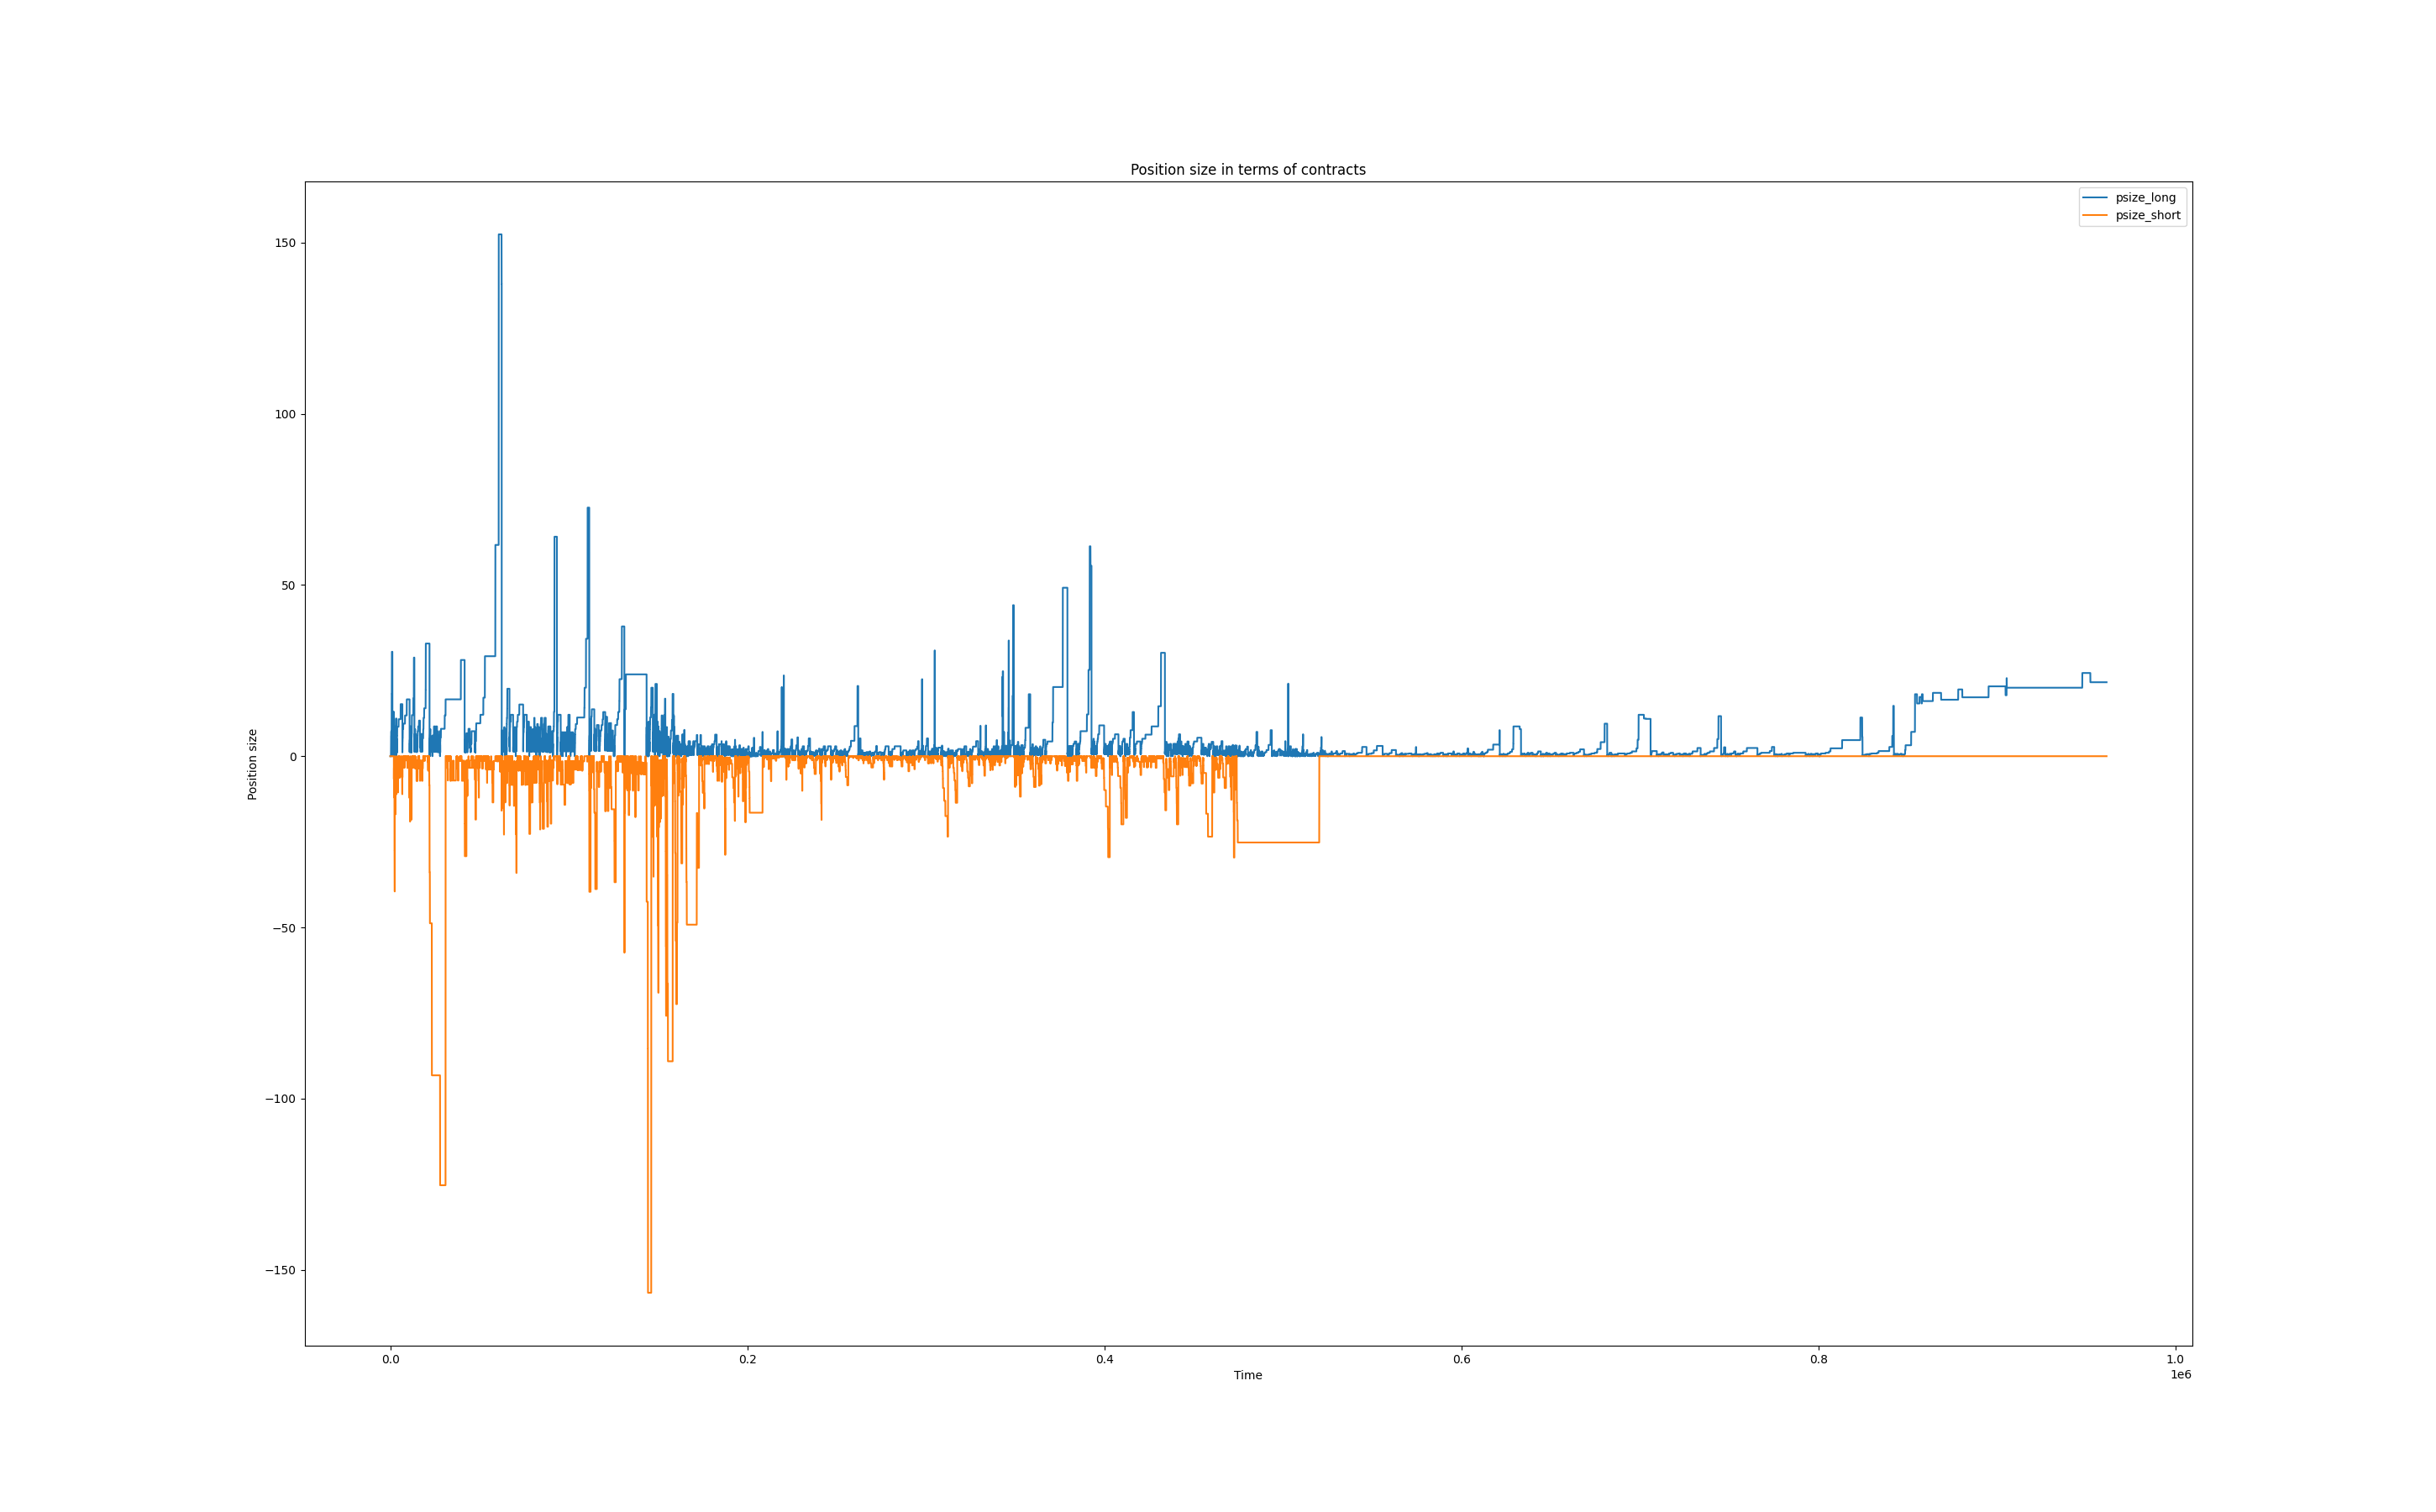 Position size in terms of contracts
psize_long
psize_short
150
100
50
0
−50
−100
−150
Position size
0.0
0.2
0.4
0.6
0.8
1.0
1e6
Time